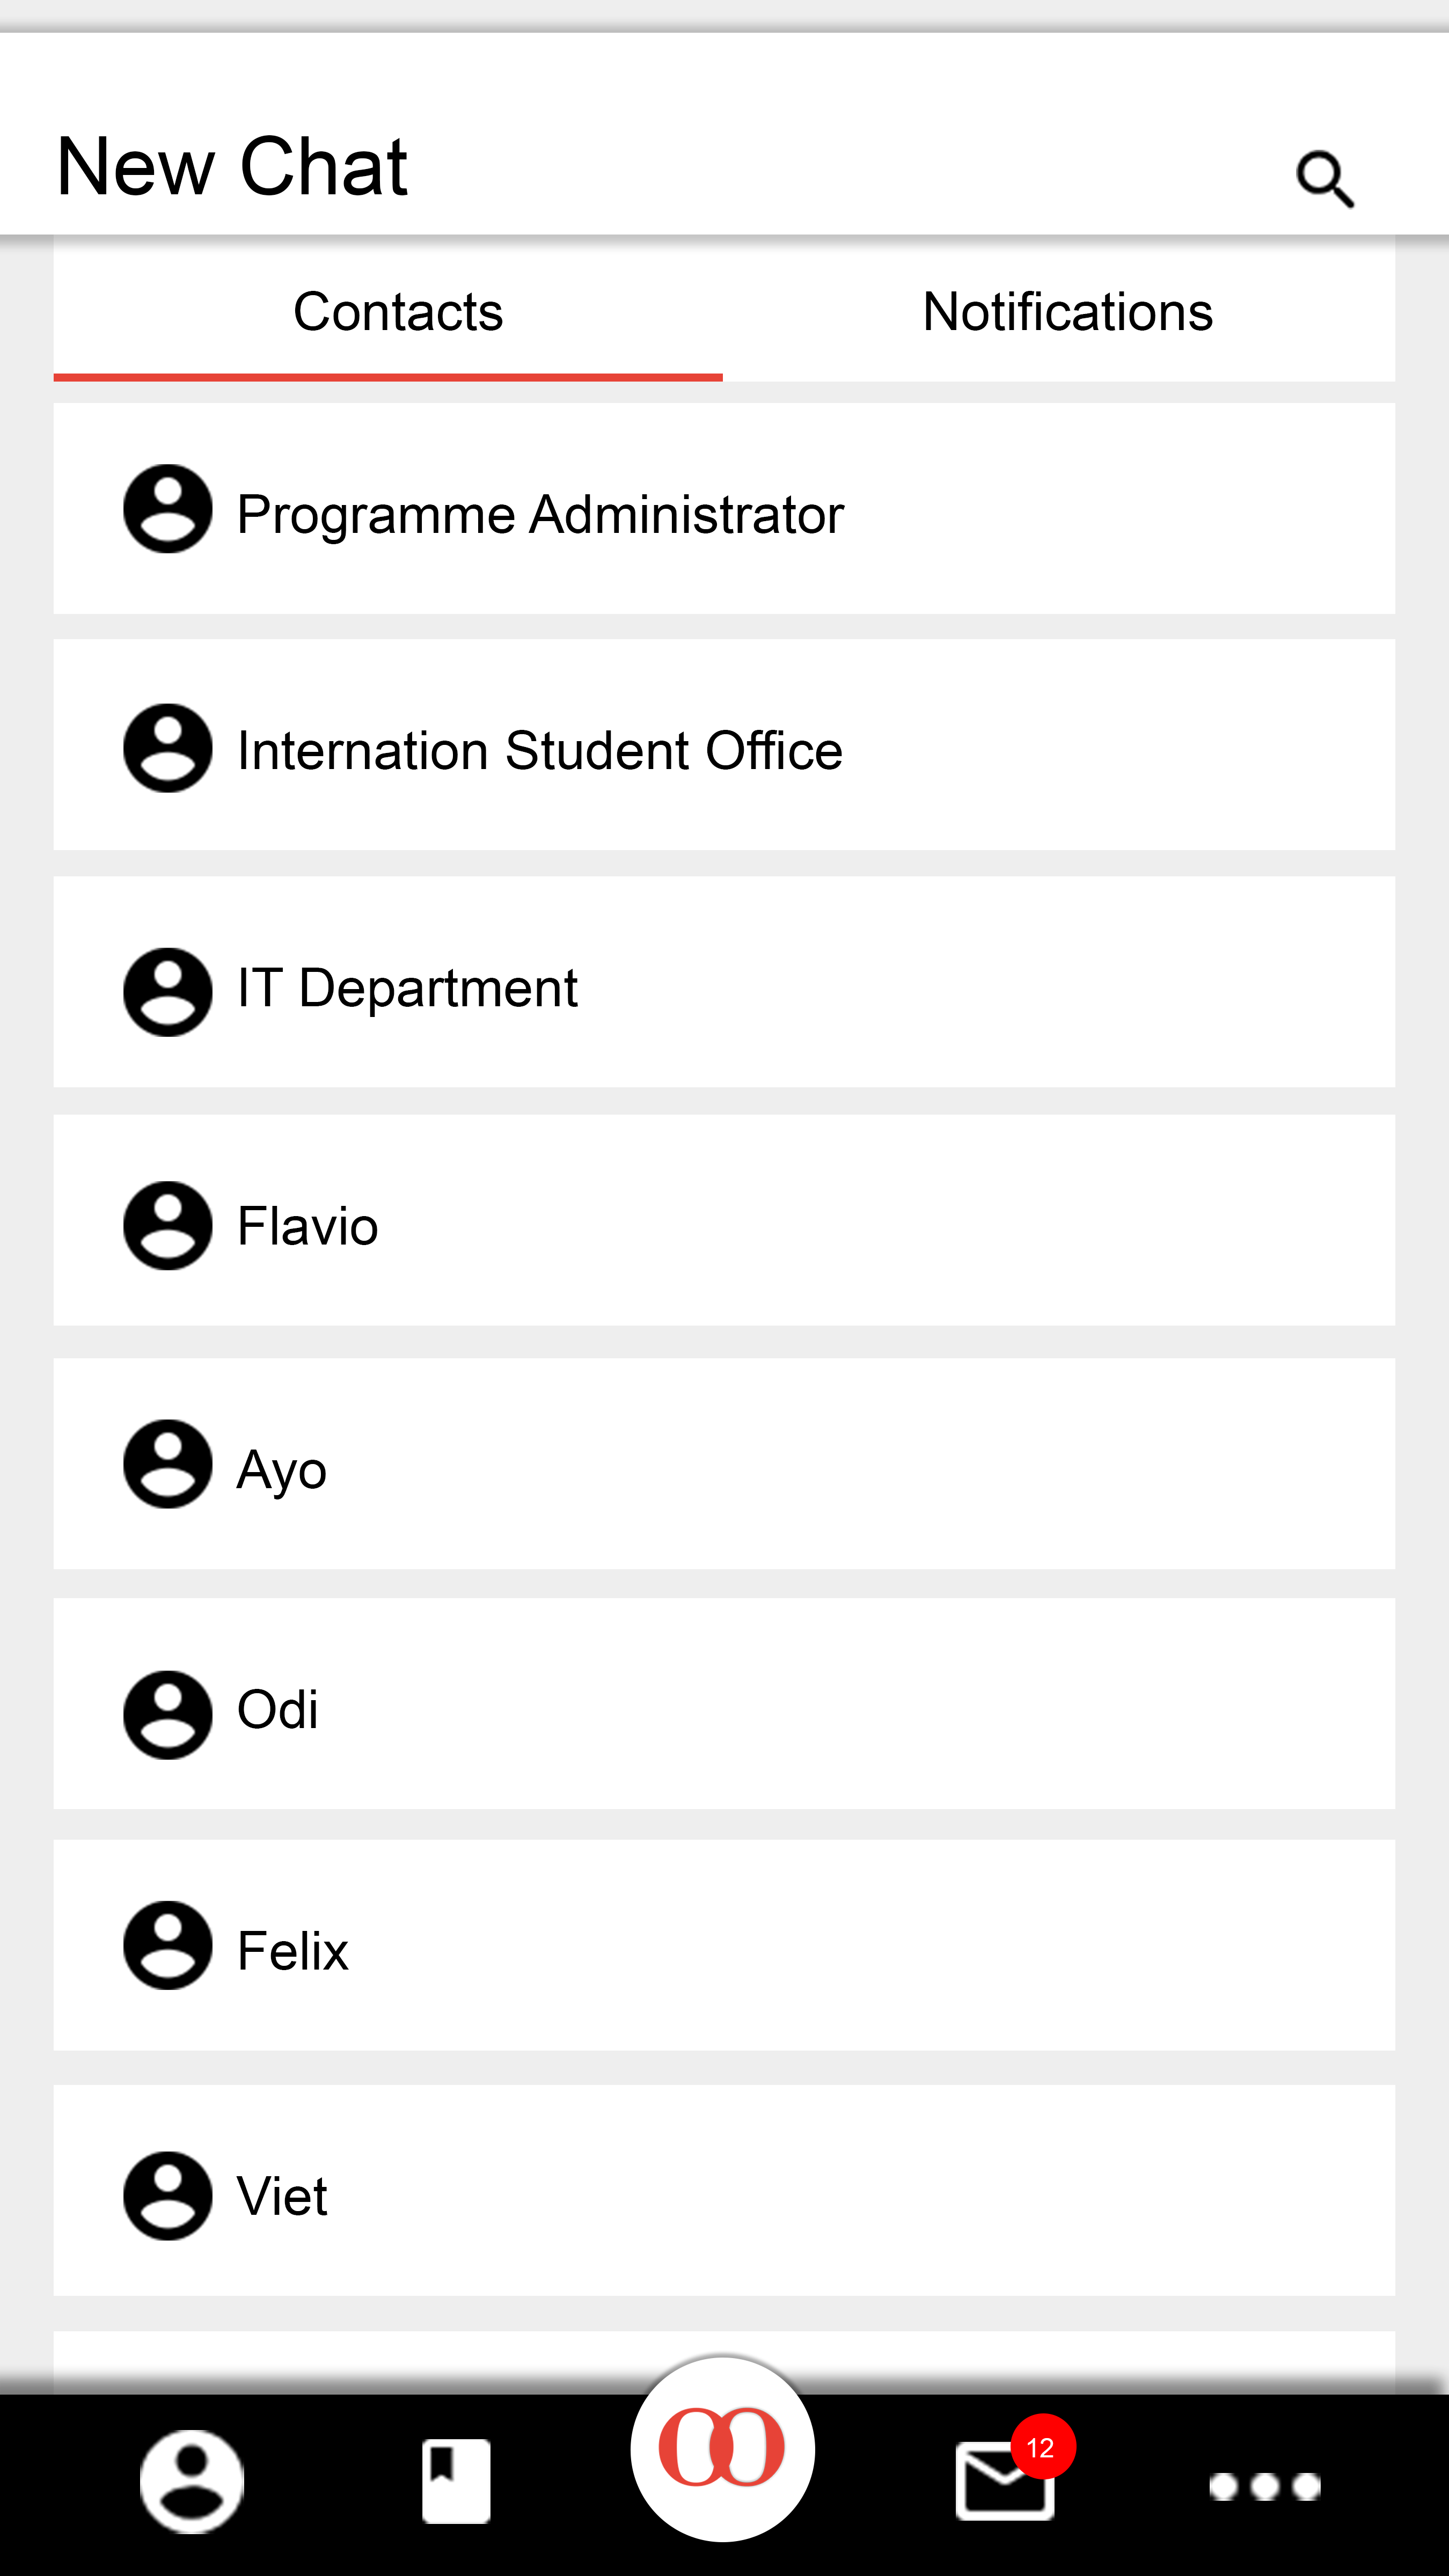 New Chat
Contacts
Notifications
Programme Administrator
Internation Student Office
IT Department
Flavio
Ayo
Odi
Felix
Viet
12